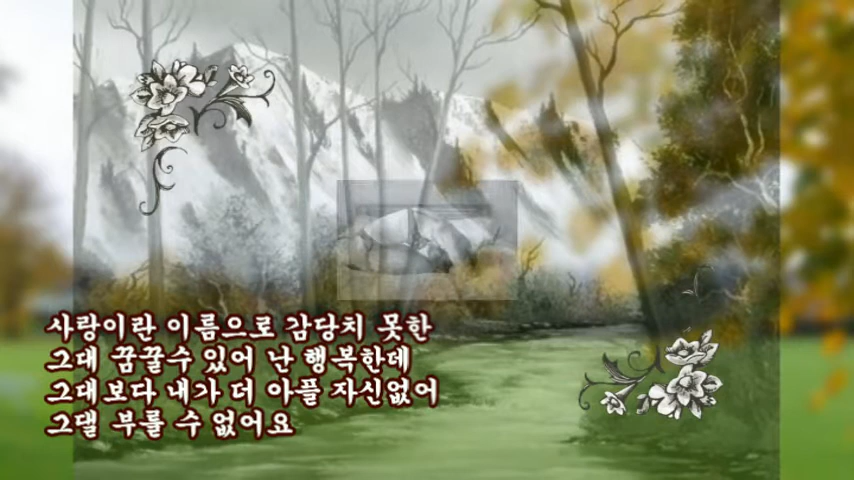 사랑이란 이름으로 감당치 못한
그대 꿈꿀수 있어 난 행복한데
그대보다 내가 더 아플 자신없어
그댈 부를 수 없어요